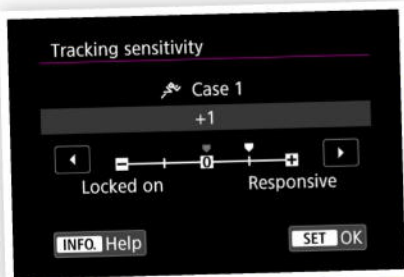 Tracking sensitivity
Case 1
+1
0
Locked on
Responsive
INFO. Help
SET OK